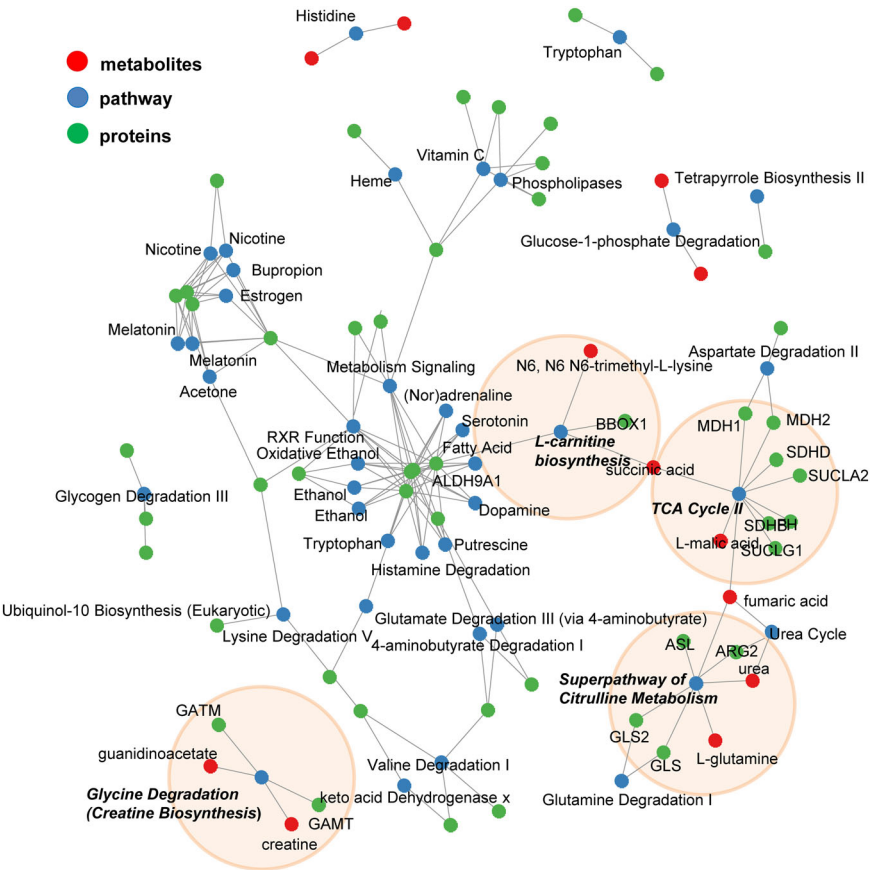 Histidine
Tryptophan
metabolites
pathway
proteins
Vitamin C
Heme
Phospholipases
Tetrapyrrole Biosynthesis II
Glucose-1-phosphate Degradation
Nicotine
Nicotine
Bupropion
Estrogen
Melatonin
Melatonin
Acetone
Metabolism Signaling
(Nor)adrenaline
Serotonin
RXR Function
Oxidative Ethanol
Fatty Acid
ALDH9A1
Ethanol
Ethanol
Dopamine
Tryptophan
Putrescine
Histamine Degradation
N6, N6 N6-trimethyl-L-lysine
BBOX1
L-carnitine
biosynthesis
succinic acid
Aspartate Degradation II
MDH1
MDH2
SDHD
SUCLA2
TCA Cycle II
SDHB
L-malic acid
SUCLG1
Glycogen Degradation III
fumaric acid
Urea Cycle
ASL
ARG2
urea
Superpathway of
Citrulline Metabolism
GLS2
GLS
L-glutamine
Glutamine Degradation I
Ubiquinol-10 Biosynthesis (Eukaryotic)
Lysine Degradation V
Glutamate Degradation III (via 4-aminobutyrate)
4-aminobutyrate Degradation I
GATM
guanidinoacetate
Glycine Degradation
(Creatine Biosynthesis)
GAMT
creatine
Valine Degradation I
keto acid Dehydrogenase x